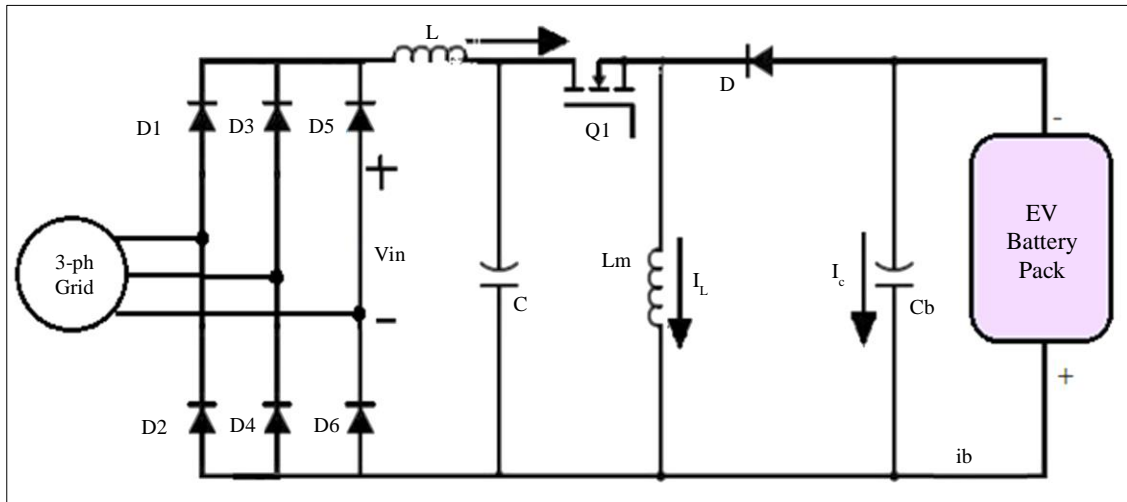 L
D1
D3
D5
Q1
D
-
+
Vin
-
3-ph
Grid
C
Lm
I_L
I_c
Cb
EV
Battery
Pack
+
D2
D4
D6
ib